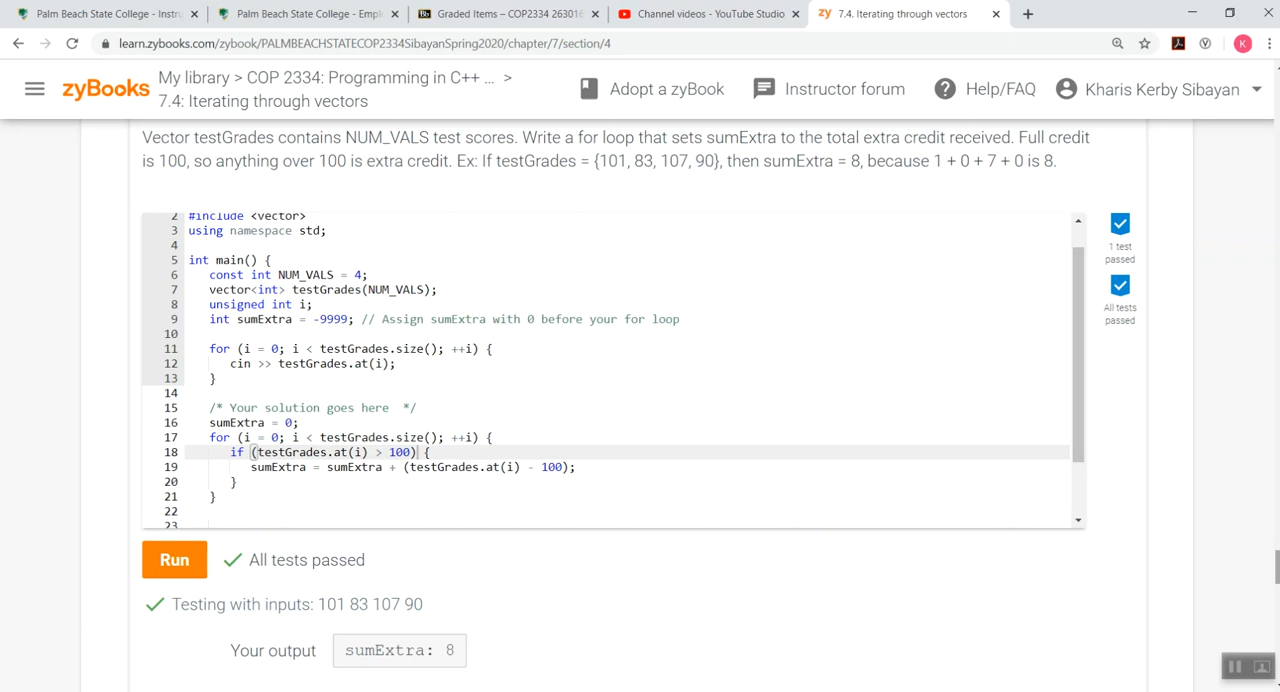 Palm Beach State College - Instru
Palm Beach State College - Empl
Bb Graded Items – COP2334 263016
Channel videos - YouTube Studio
zy 7.4. Iterating through vectors
learn.zybooks.com/zybook/PALMBEACHSTATECOP2334SibayanSpring2020/chapter/7/section/4
K
zyBooks
My library > COP 2334: Programming in C++ ... >
7.4: Iterating through vectors
Adopt a zyBook
Instructor forum
Help/FAQ
Kharis Kerby Sibayan
Vector testGrades contains NUM_VALS test scores. Write a for loop that sets sumExtra to the total extra credit received. Full credit
is 100, so anything over 100 is extra credit. Ex: If testGrades = {101, 83, 107, 90}, then sumExtra = 8, because 1 + 0 + 7 + 0 is 8.
2 #include <vector>
3 using namespace std;
4
5 int main() {
6 const int NUM_VALS = 4;
7 vector<int> testGrades(NUM_VALS);
8 unsigned int i;
9 int sumExtra = -9999; // Assign sumExtra with 0 before your for loop
10
11 for (i = 0; i < testGrades.size(); ++i) {
12 cin >> testGrades.at(i);
13 }
14
15 /* Your solution goes here */
16 sumExtra = 0;
17 for (i = 0; i < testGrades.size(); ++i) {
18 if (testGrades.at(i) > 100) {
19 sumExtra = sumExtra + (testGrades.at(i) - 100);
20 }
21 }
22
23
1 test
passed
All tests
passed
Run
All tests passed
Testing with inputs: 101 83 107 90
Your output
sumExtra: 8